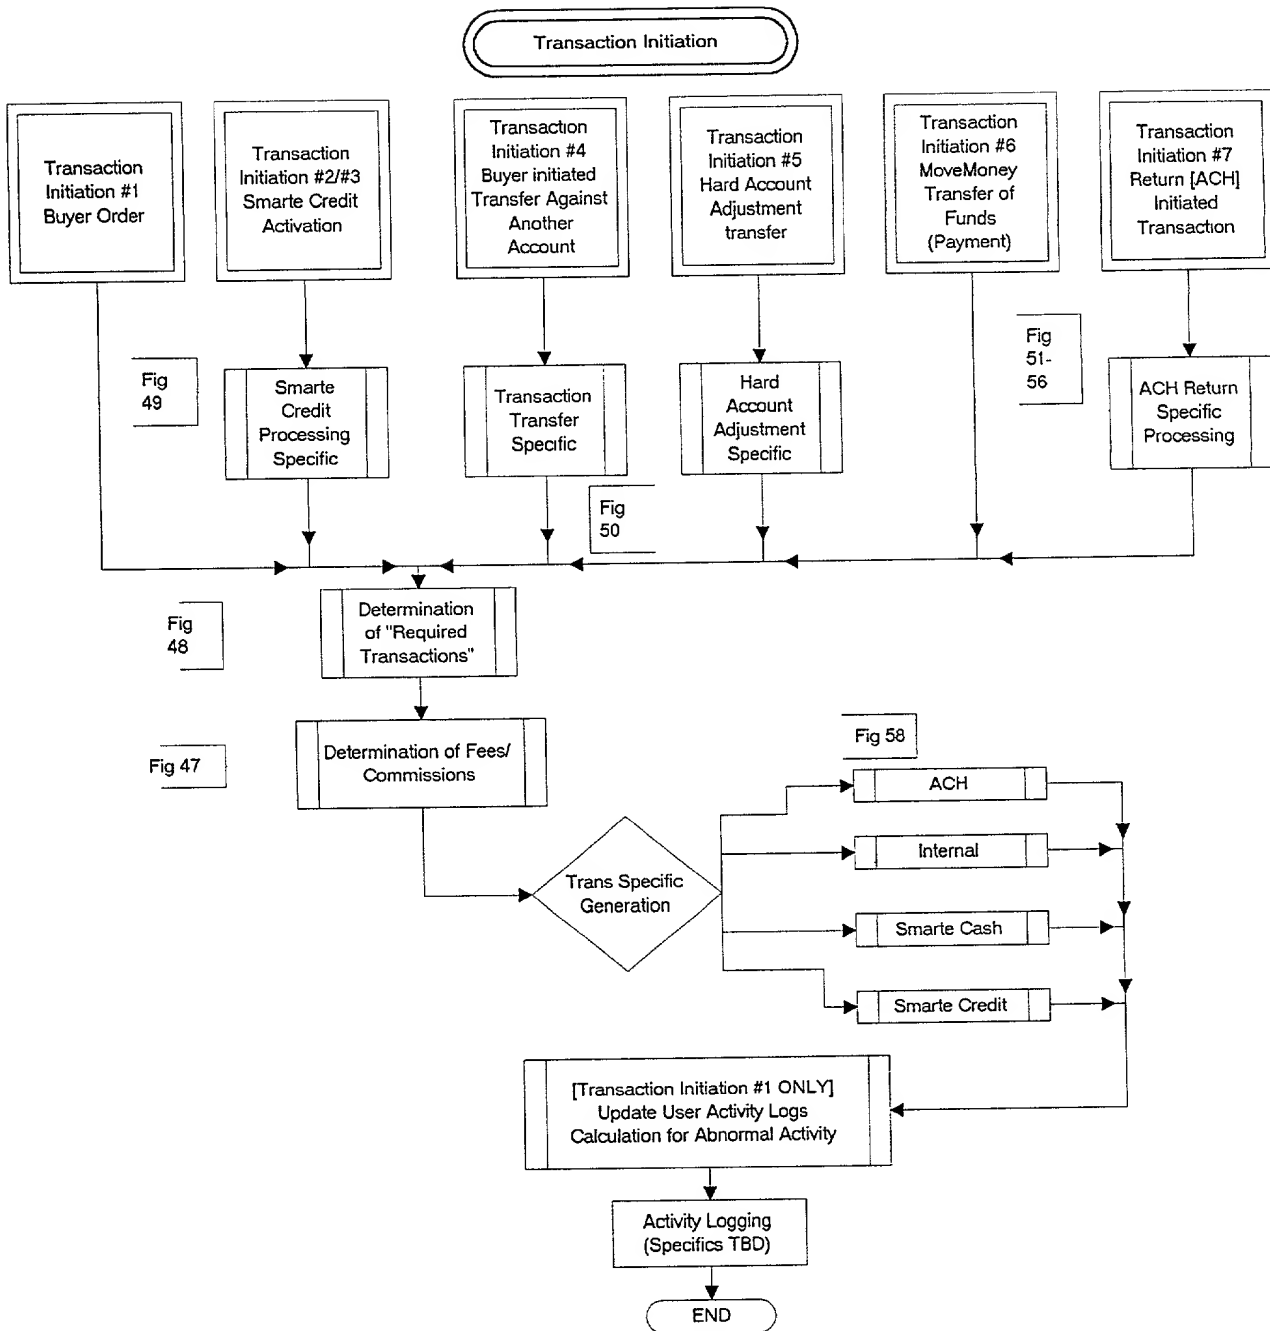 Transaction Initiation
Transaction
Initiation #1
Buyer Order
Transaction
Initiation #2/#3
Smarte Credit
Activation
Transaction
Initiation #4
Buyer initiated
Transfer Against
Another
Account
Transaction
Initiation #5
Hard Account
Adjustment
transfer
Transaction
Initiation #6
MoveMoney
Transfer of
Funds
(Payment)
Transaction
Initiation #7
Return [ACH]
Initiated
Transaction
Fig
49
Smarte
Credit
Processing
Specific
Transaction
Transfer
Specific
Hard
Account
Adjustment
Specific
Fig
51-
56
ACH Return
Specific
Processing
Fig
50
Fig
48
Determination
of "Required
Transactions"
Fig 47
Determination of Fees/
Commissions
Fig 58
Trans Specific
Generation
ACH
Internal
Smarte Cash
Smarte Credit
[Transaction Initiation #1 ONLY]
Update User Activity Logs
Calculation for Abnormal Activity
Activity Logging
(Specifics TBD)
END